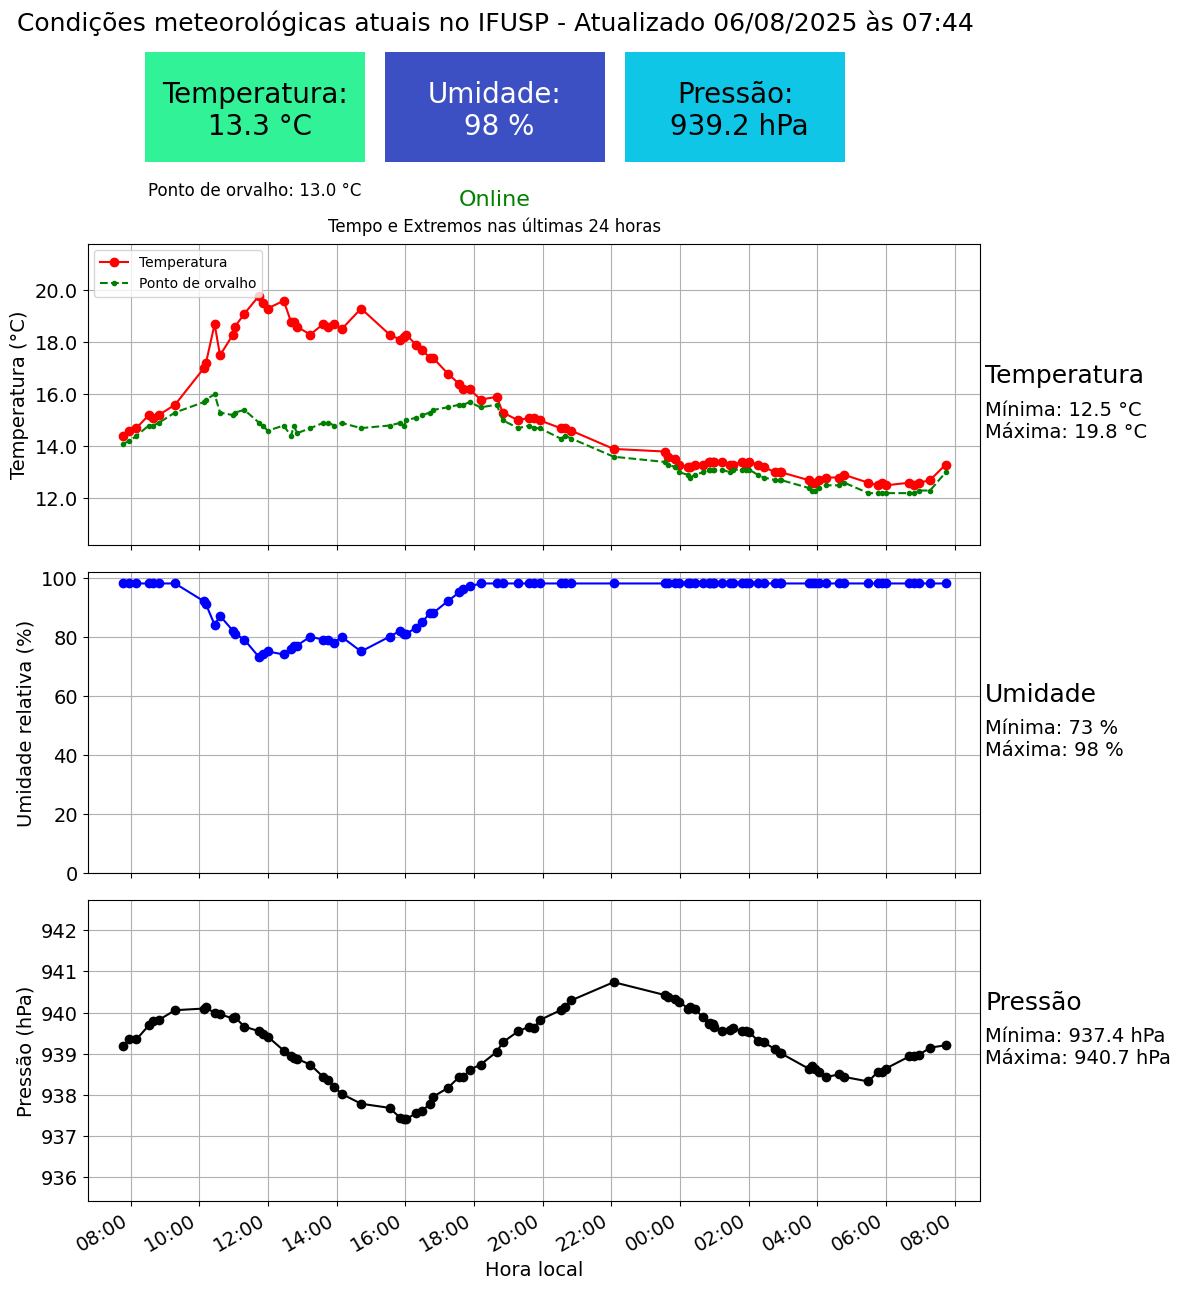 Condições meteorológicas atuais no IFUSP - Atualizado 06/08/2025 às 07:44
Temperatura:
13.3 °C
Umidade:
98 %
Pressão:
939.2 hPa
Ponto de orvalho: 13.0 °C
Online
Tempo e Extremos nas últimas 24 horas
Temperatura
Ponto de orvalho
Temperatura (°C)
20.0
18.0
16.0
14.0
12.0
Temperatura
Mínima: 12.5 °C
Máxima: 19.8 °C
Umidade relativa (%)
100
80
60
40
20
0
Umidade
Mínima: 73 %
Máxima: 98 %
Pressão (hPa)
942
941
940
939
938
937
936
Pressão
Mínima: 937.4 hPa
Máxima: 940.7 hPa
08:00 10:00 12:00 14:00 16:00 18:00 20:00 22:00 00:00 02:00 04:00 06:00 08:00
Hora local